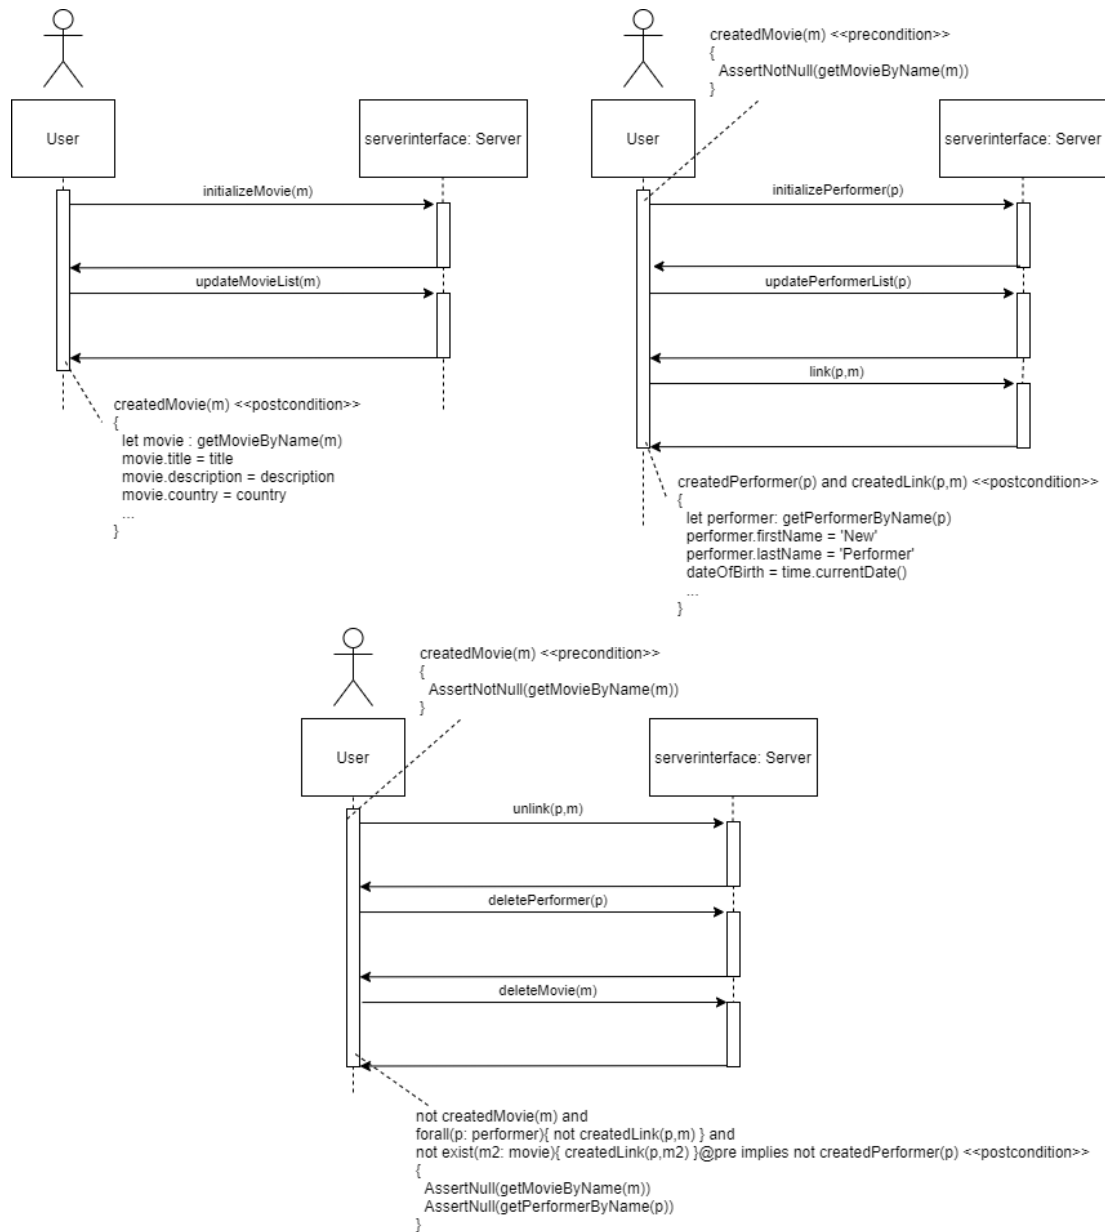 User
serverinterface: Server
initializeMovie(m)
updateMovieList(m)
createdMovie(m) <<postcondition>>
{
let movie : getMovieByName(m)
movie.title = title
movie.description = description
movie.country = country
...
}
createdMovie(m) <<precondition>>
{
AssertNotNull(getMovieByName(m))
}
User
serverinterface: Server
initializePerformer(p)
updatePerformerList(p)
link(p,m)
createdPerformer(p) and createdLink(p,m) <<postcondition>>
{
let performer: getPerformerByName(p)
performer.firstName = 'New'
performer.lastName = 'Performer'
dateOfBirth = time.currentDate()
...
}
createdMovie(m) <<precondition>>
{
AssertNotNull(getMovieByName(m))
}
User
serverinterface: Server
unlink(p,m)
deletePerformer(p)
deleteMovie(m)
not createdMovie(m) and
forall(p: performer){ not createdLink(p,m) } and
not exist(m2: movie){ createdLink(p,m2) }@pre implies not createdPerformer(p) <<postcondition>>
{
AssertNull(getMovieByName(m))
AssertNull(getPerformerByName(p))
}